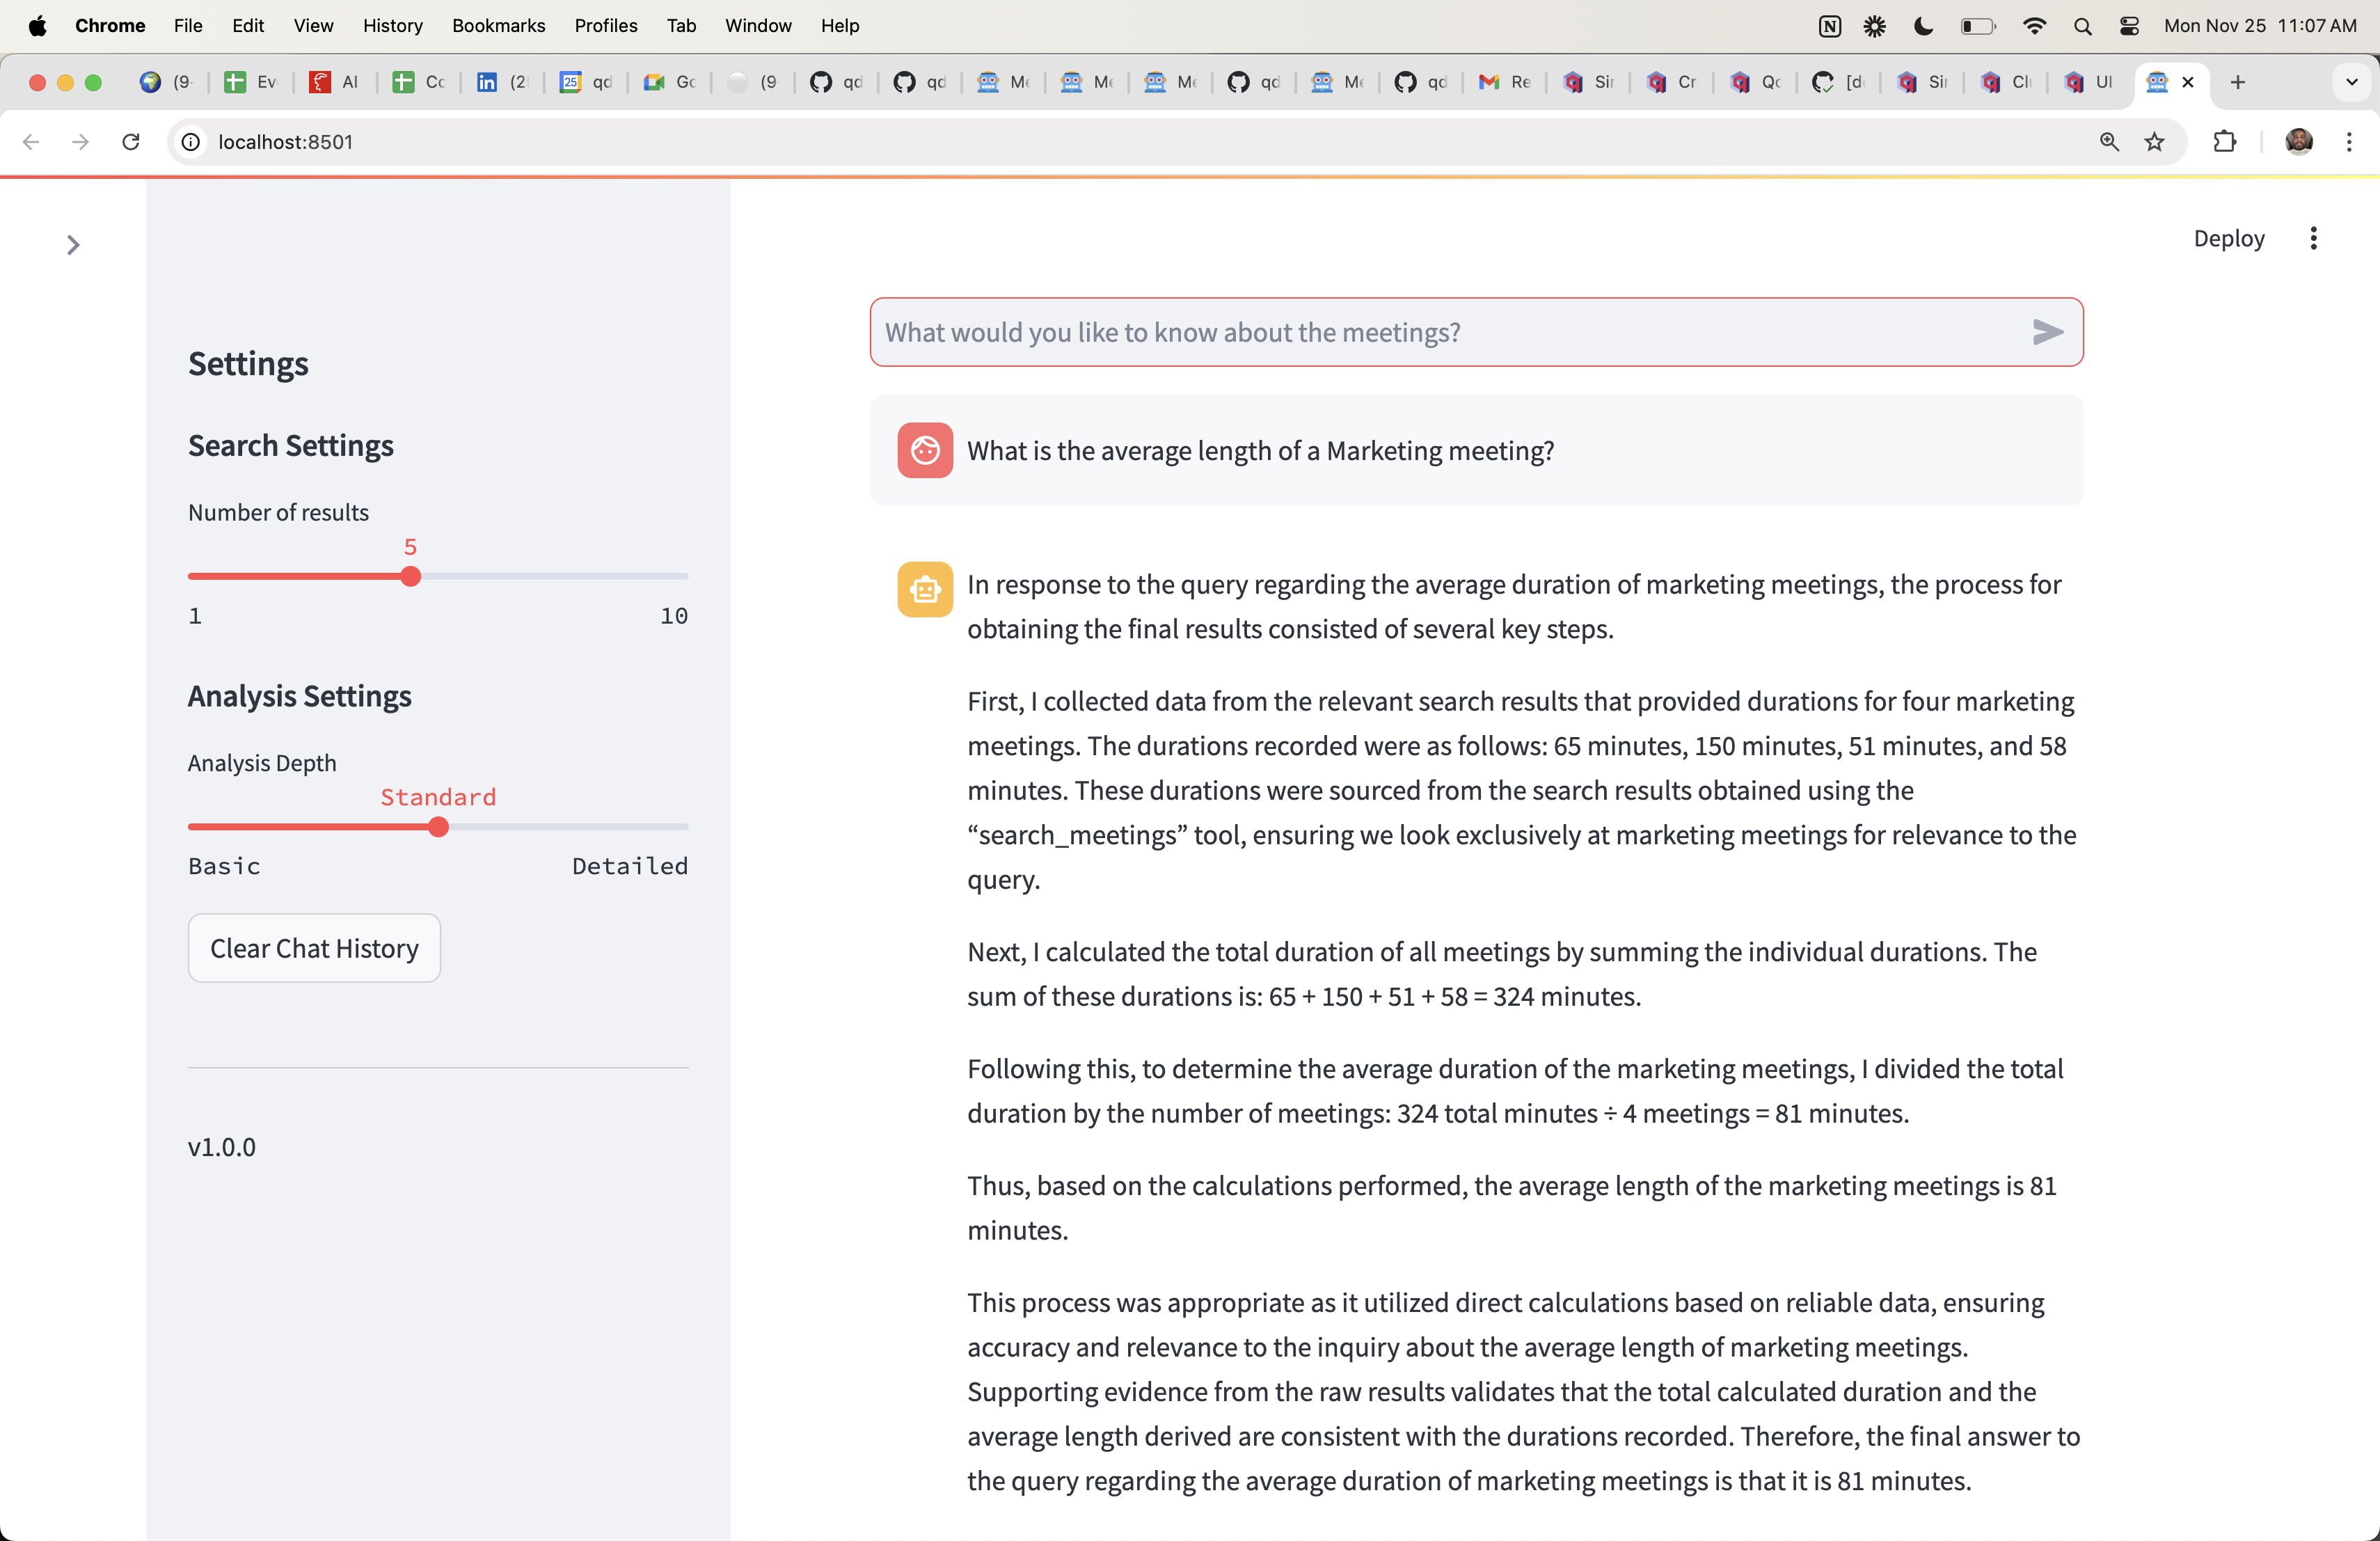 Chrome File Edit View History Bookmarks Profiles Tab Window Help Mon Nov 25 11:07 AM
(9 Ev AI Cc in (2 25 qd Gc (9 qd qd Me Me Me qd Me qd Re Sir Cr Qc [d Sir Cl UI
localhost:8501
Deploy
Settings
Search Settings
Number of results
5
1 10
Analysis Settings
Analysis Depth
Standard
Basic Detailed
Clear Chat History
v1.0.0
What would you like to know about the meetings?
What is the average length of a Marketing meeting?
In response to the query regarding the average duration of marketing meetings, the process for
obtaining the final results consisted of several key steps.
First, I collected data from the relevant search results that provided durations for four marketing
meetings. The durations recorded were as follows: 65 minutes, 150 minutes, 51 minutes, and 58
minutes. These durations were sourced from the search results obtained using the
“search_meetings” tool, ensuring we look exclusively at marketing meetings for relevance to the
query.
Next, I calculated the total duration of all meetings by summing the individual durations. The
sum of these durations is: 65 + 150 + 51 + 58 = 324 minutes.
Following this, to determine the average duration of the marketing meetings, I divided the total
duration by the number of meetings: 324 total minutes ÷ 4 meetings = 81 minutes.
Thus, based on the calculations performed, the average length of the marketing meetings is 81
minutes.
This process was appropriate as it utilized direct calculations based on reliable data, ensuring
accuracy and relevance to the inquiry about the average length of marketing meetings.
Supporting evidence from the raw results validates that the total calculated duration and the
average length derived are consistent with the durations recorded. Therefore, the final answer to
the query regarding the average duration of marketing meetings is that it is 81 minutes.